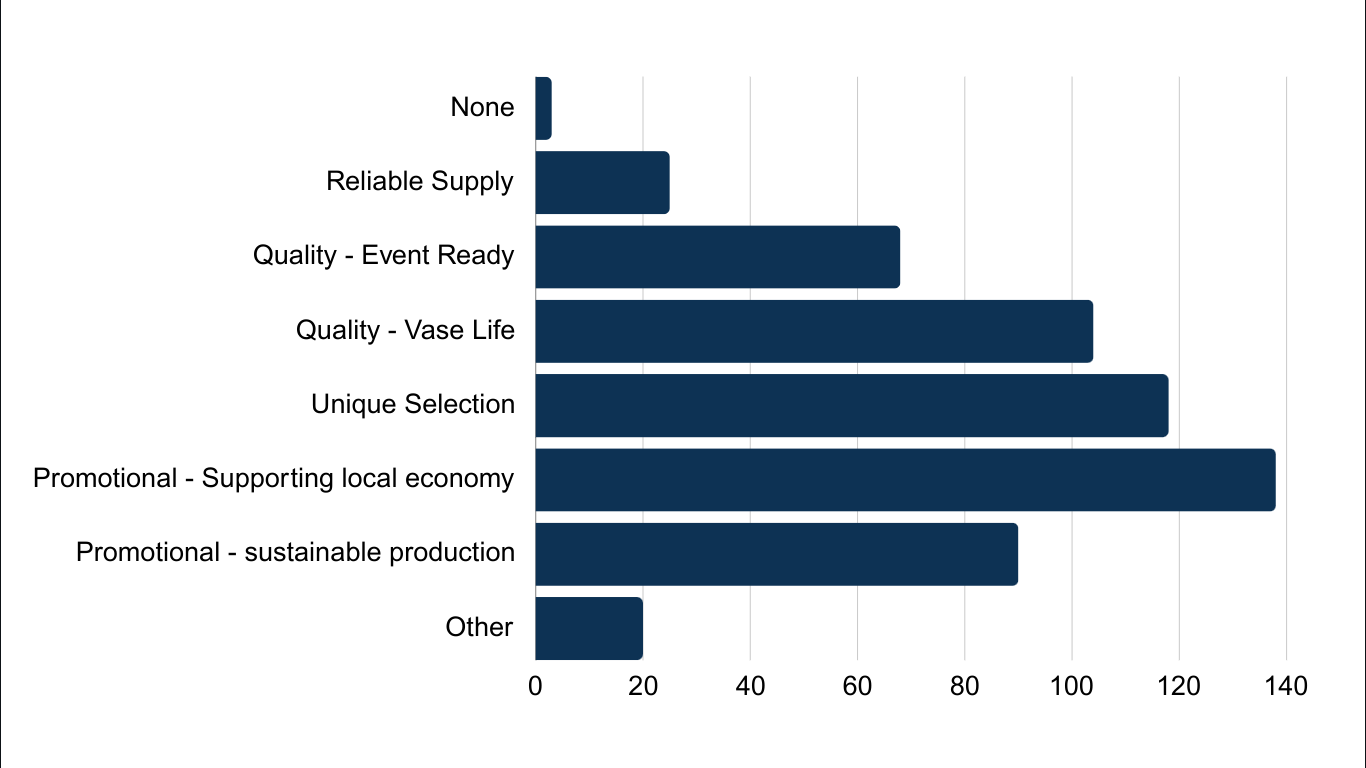 None
Reliable Supply
Quality - Event Ready
Quality - Vase Life
Unique Selection
Promotional - Supporting local economy
Promotional - sustainable production
Other
0 20 40 60 80 100 120 140